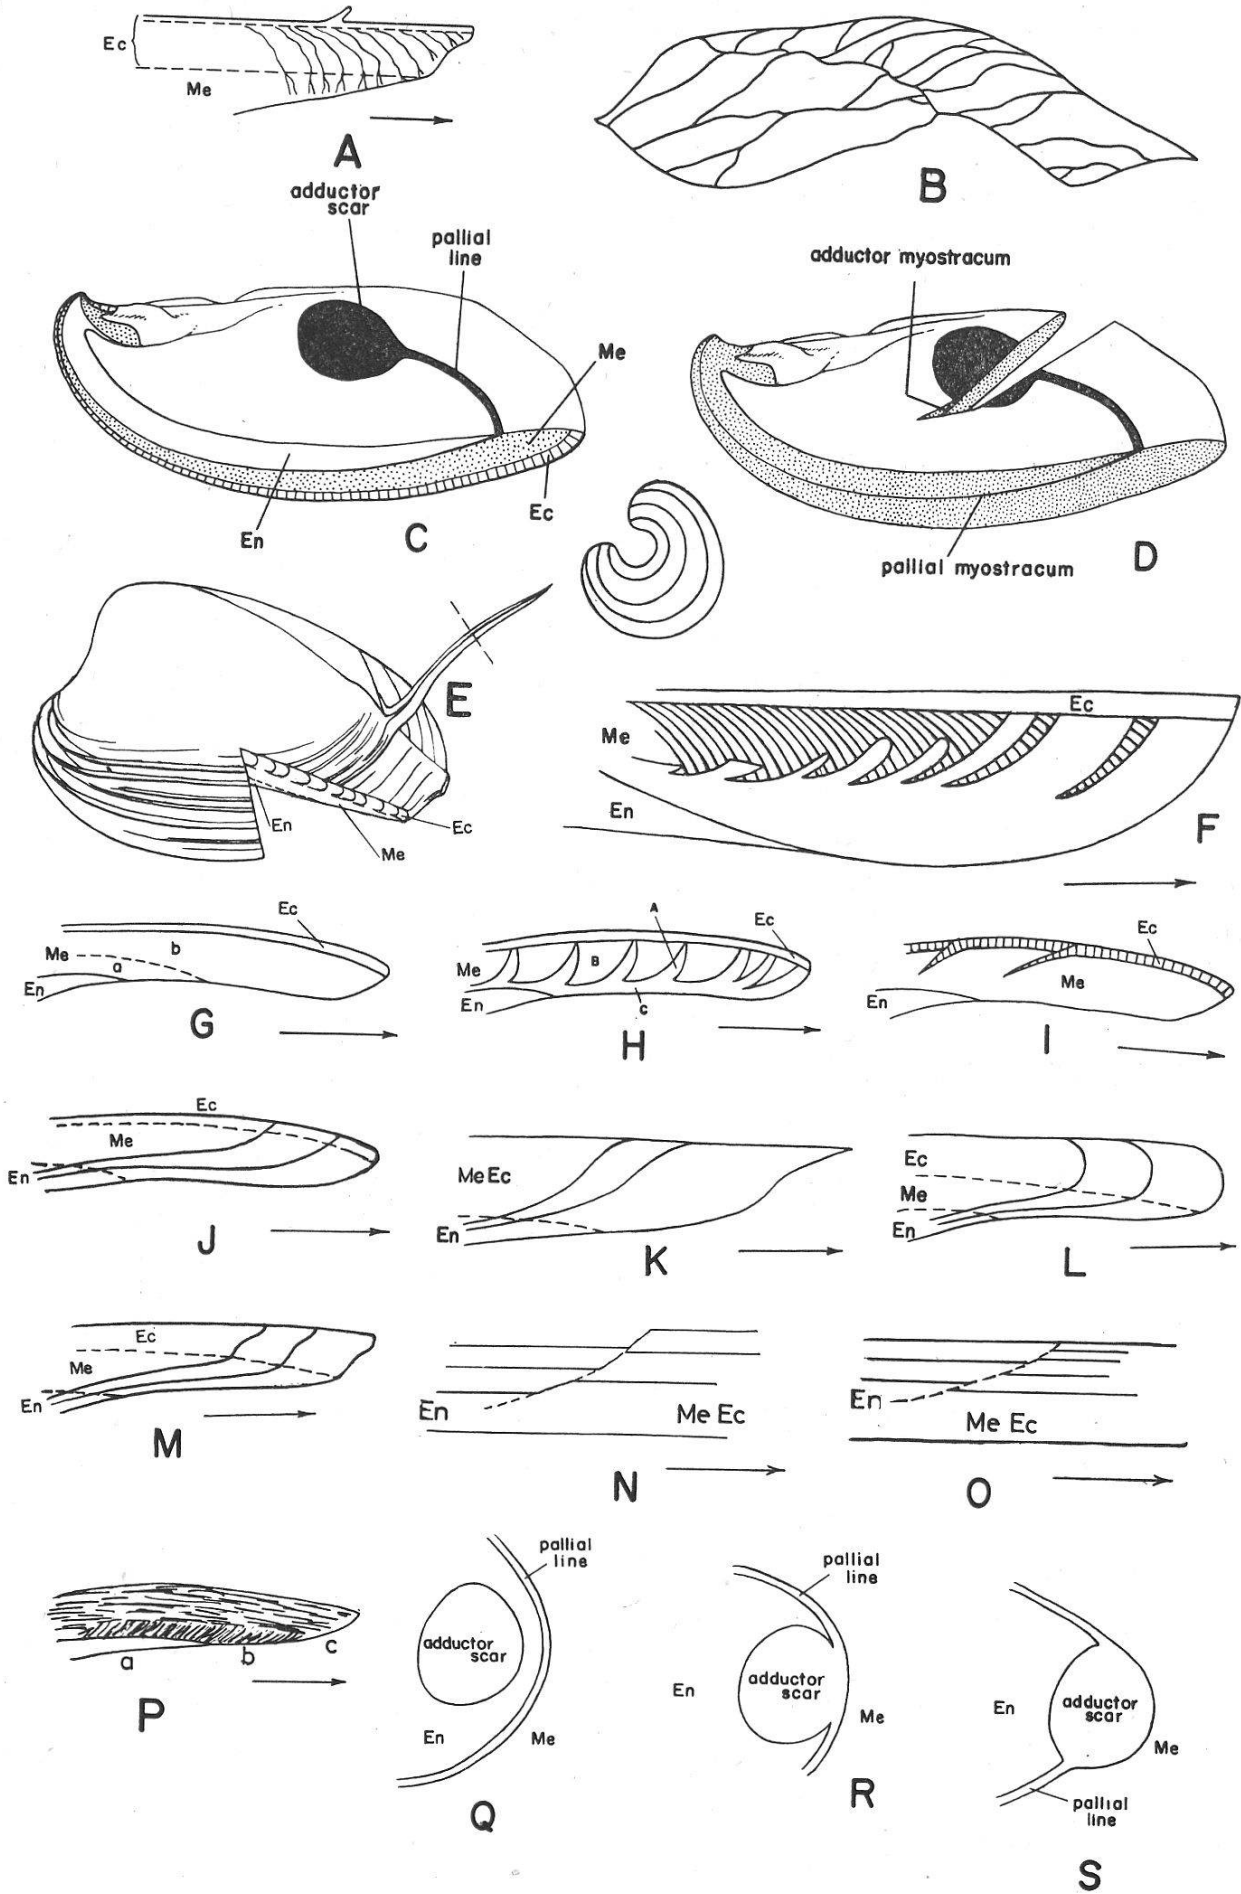 Ec
Me
A
B
adductor
scar
pallial
line
Me
En
Ec
C
adductor myostracum
pallial myostracum
D
E
En
Me
Ec
Ec
Me
En
F
Ec
b
Me
a
En
G
A
Ec
Me
B
En
C
H
Ec
Me
En
I
Ec
Me
En
J
Me Ec
En
K
Ec
Me
En
L
Ec
Me
En
M
En
Me Ec
N
En
Me Ec
O
a
b
c
P
pallial
line
adductor
scar
En
Me
Q
pallial
line
adductor
scar
En
Me
R
En
adductor
scar
Me
pallial
line
S